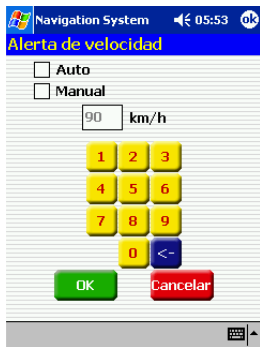 Navigation System 05:53 ok
Alerta de velocidad
Auto
Manual
90 km/h
1 2 3
4 5 6
7 8 9
0 <-
OK Cancelar